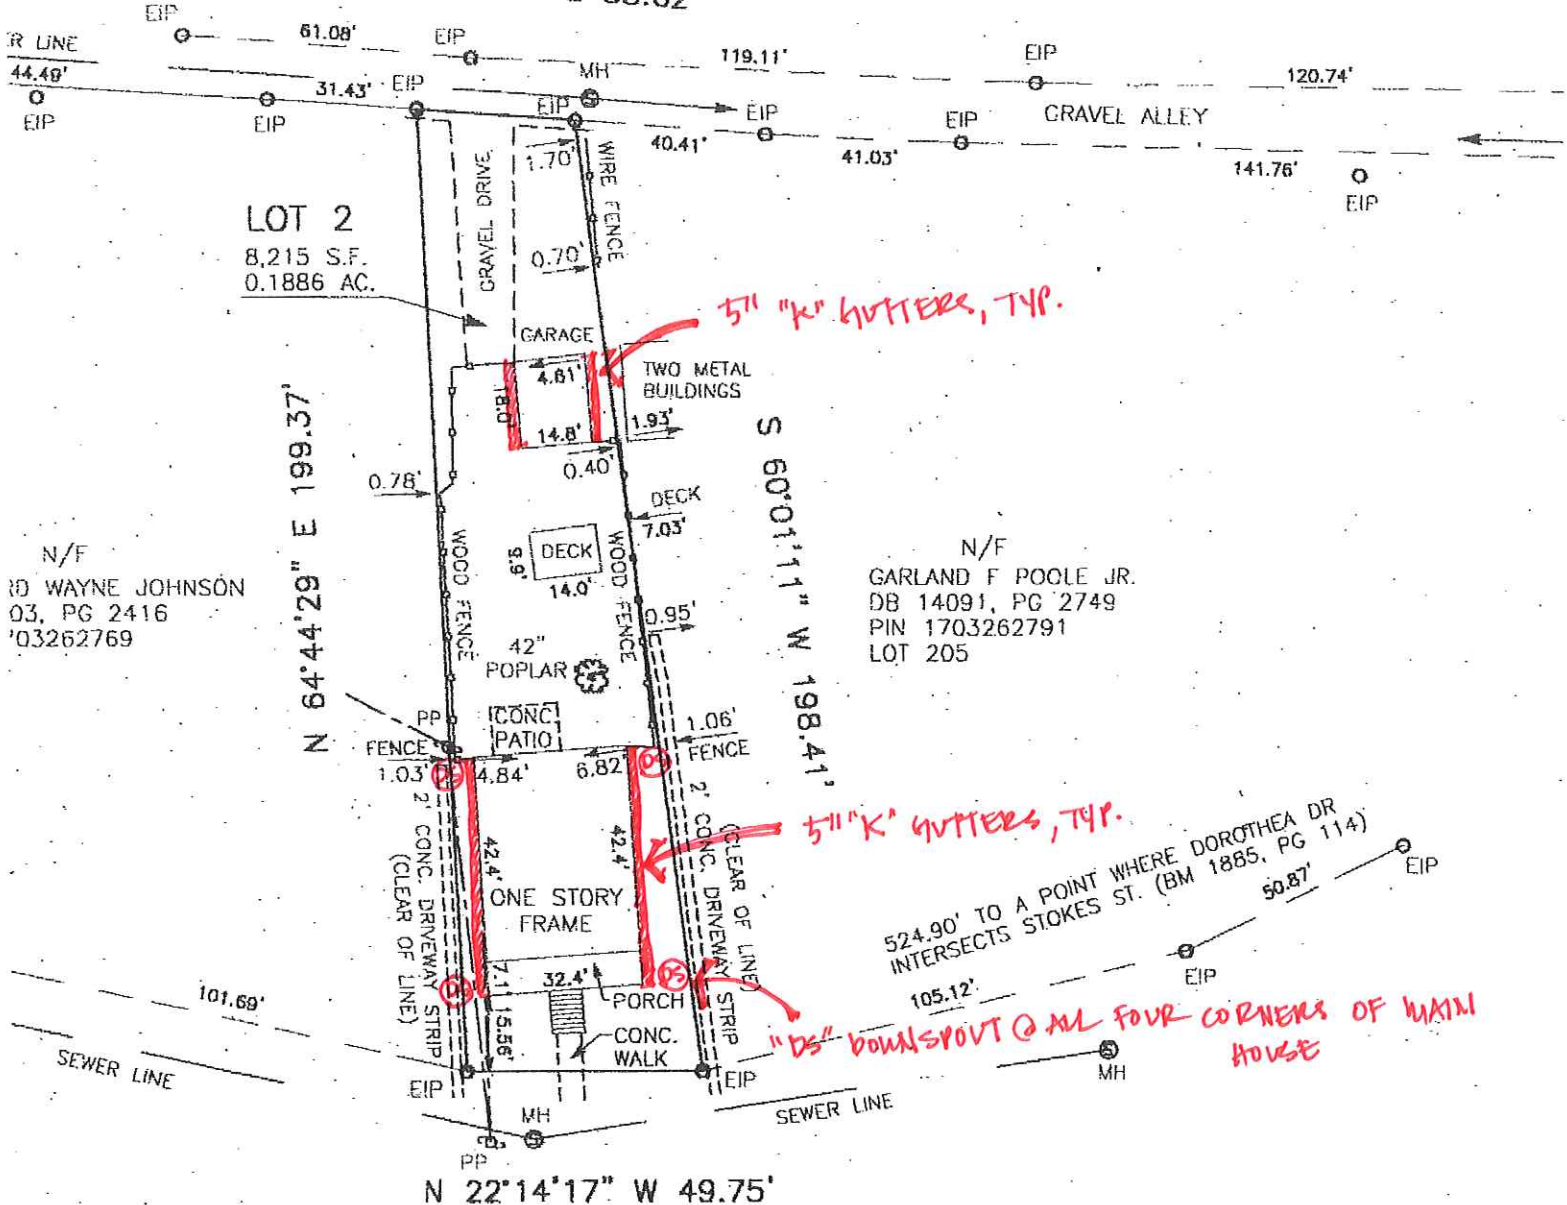 EIP
61.08'
EIP
119.11'
EIP
120.74'
LINE
44.49'
EIP
31.43'
EIP
EIP
MH
EIP
40.41'
EIP
41.03'
EIP
GRAVEL ALLEY
141.76'
EIP
GRAVEL DRIVE
1.70'
WIRE FENCE
LOT 2
8,215 S.F.
0.1886 AC.
0.70'
5" "K" GUTTERS, TYP.
GARAGE
4.61'
18.0'
14.8'
0.40'
TWO METAL
BUILDINGS
1.93'
N 64°44'29" E 199.37'
S 60°01'11" W 198.41'
0.78'
DECK
7.03'
WOOD FENCE
9.9'
DECK
14.0'
WOOD FENCE
N/F
WAYNE JOHNSON
03, PG 2416
'03262769
N/F
GARLAND F POOLE JR.
DB 14091, PG 2749
PIN 1703262791
LOT 205
0.95'
42"
POPLAR
PP
CONC
PATIO
1.06'
FENCE
FENCE
1.03'
DS
4.84'
6.82'
DS
2' CONC. DRIVEWAY STRIP
(CLEAR OF LINE)
42.4'
42.4'
2' CONC. DRIVEWAY STRIP
(CLEAR OF LINE)
5" "K" GUTTERS, TYP.
ONE STORY
FRAME
524.90' TO A POINT WHERE DOROTHEA DR
INTERSECTS STOKES ST. (BM 1885, PG 114)
50.87'
EIP
EIP
105.12'
101.69'
DS
7.1'
32.4'
DS
PORCH
15.56'
CONC.
WALK
"DS" DOWNSPOUT @ ALL FOUR CORNERS OF MAIN
HOUSE
SEWER LINE
EIP
EIP
MH
SEWER LINE
MH
PP
N 22°14'17" W 49.75'